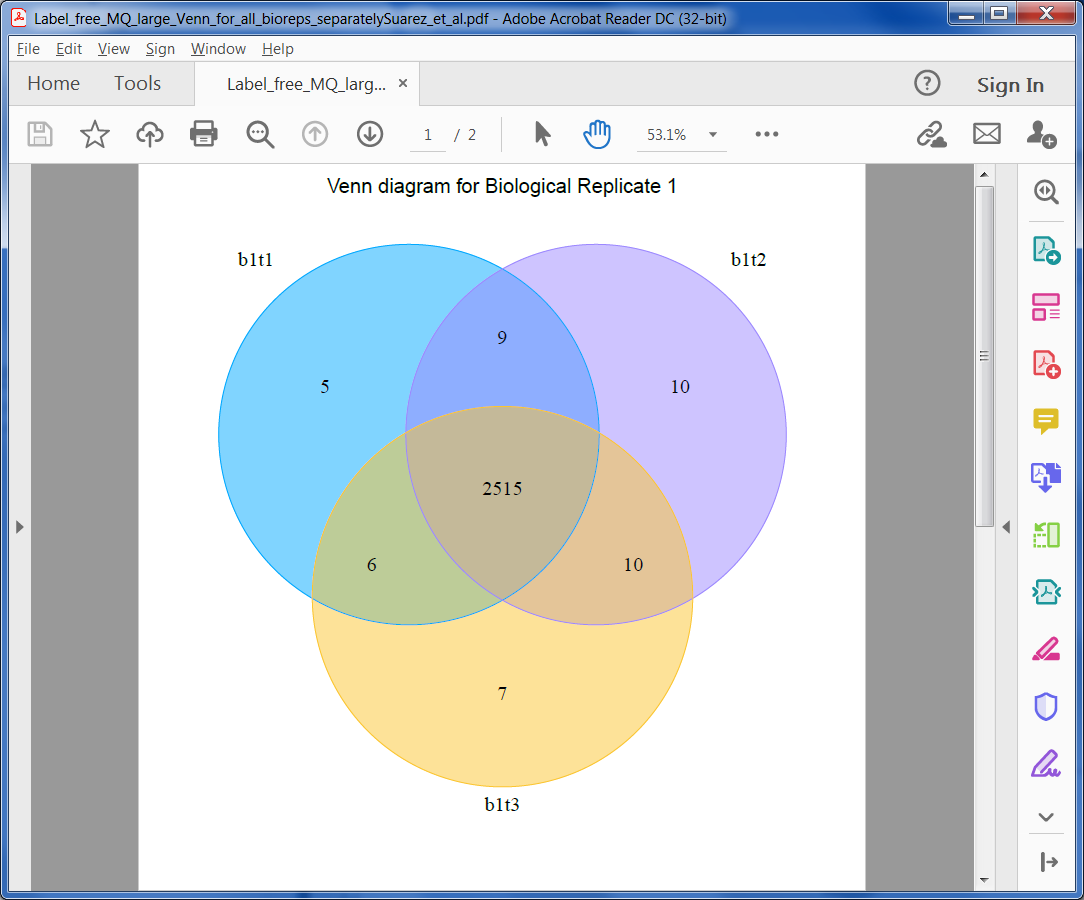 Label_free_MQ_large_Venn_for_all_bioreps_separatelySuarez_et_al.pdf - Adobe Acrobat Reader DC (32-bit)
File Edit View Sign Window Help
Home Tools Label_free_MQ_larg... × ? Sign In
1 / 2 53.1%
Venn diagram for Biological Replicate 1
b1t1 b1t2
9
5 10
2515
6 10
7
b1t3